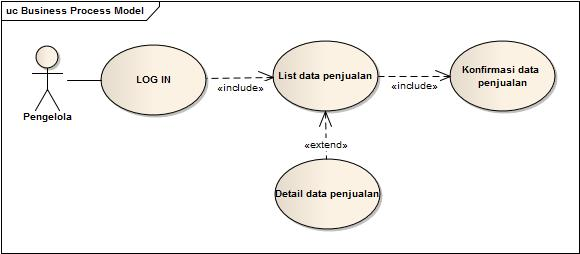 uc Business Process Model
Pengelola
LOG IN
«include»
List data penjualan
«include»
Konfirmasi data
penjualan
«extend»
Detail data penjualan